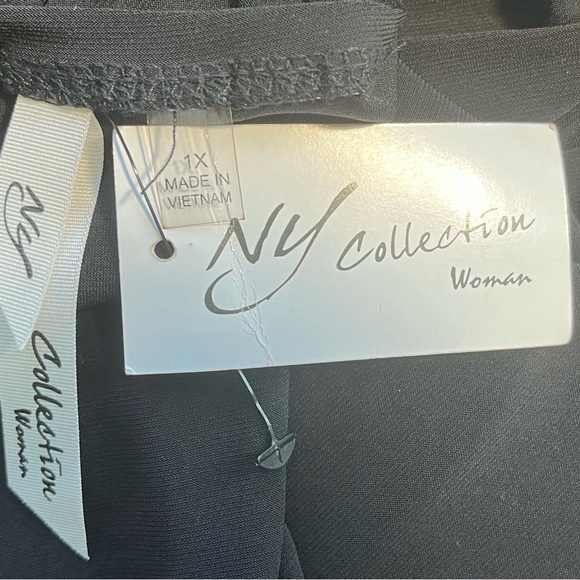 1X
MADE IN
VIETNAM
NY Collection
Woman
NY
Collection
Woman